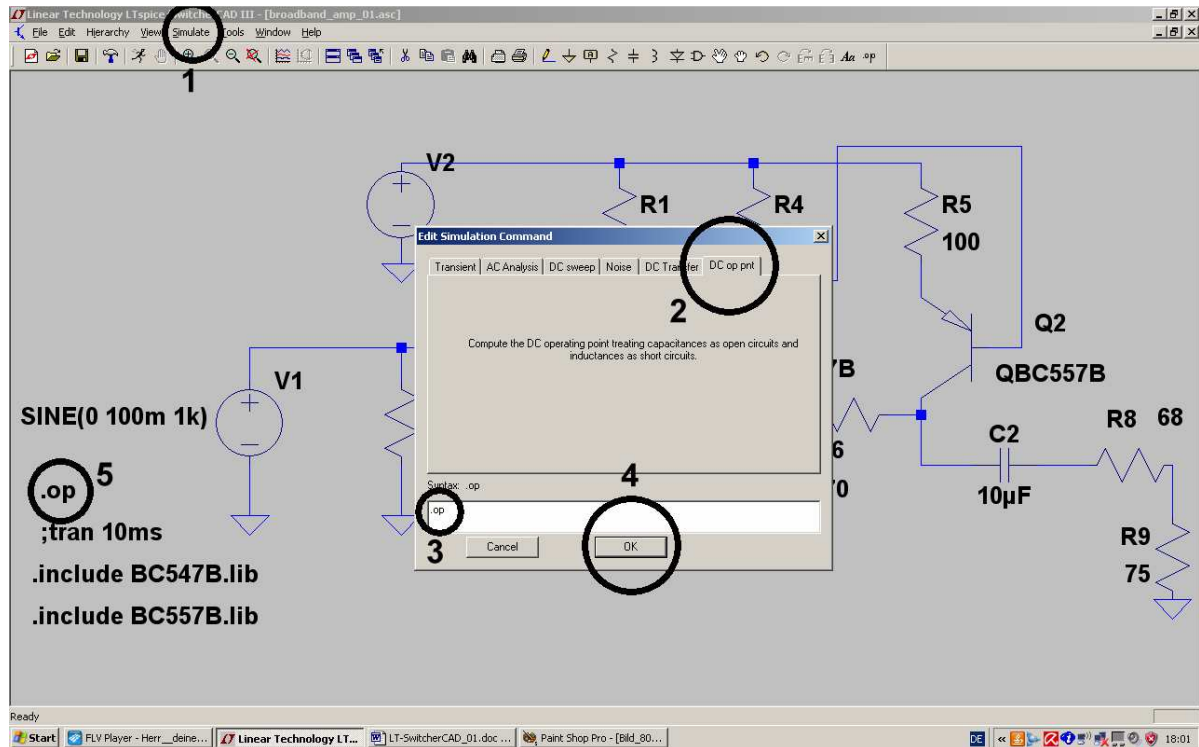 Linear Technology LTspice/SwitcherCAD III - [broadband_amp_01.asc]
File Edit Hierarchy View Simulate Tools Window Help
Aa .op
1
V2
R1
R4
R5
100
Edit Simulation Command
Transient AC Analysis DC sweep Noise DC Transfer DC op pnt
2
Compute the DC operating point treating capacitances as open circuits and
inductances as short circuits.
Q2
QBC557B
7B
V1
SINE(0 100m 1k)
C2
10µF
R8 68
6
70
5
.op
4
Syntax: .op
.op
3
Cancel OK
;tran 10ms
.include BC547B.lib
.include BC557B.lib
R9
75
Ready
Start FLV Player - Herr__deine... Linear Technology LT... LT-SwitcherCAD_01.doc ... Paint Shop Pro - [Bild_80... DE 18:01